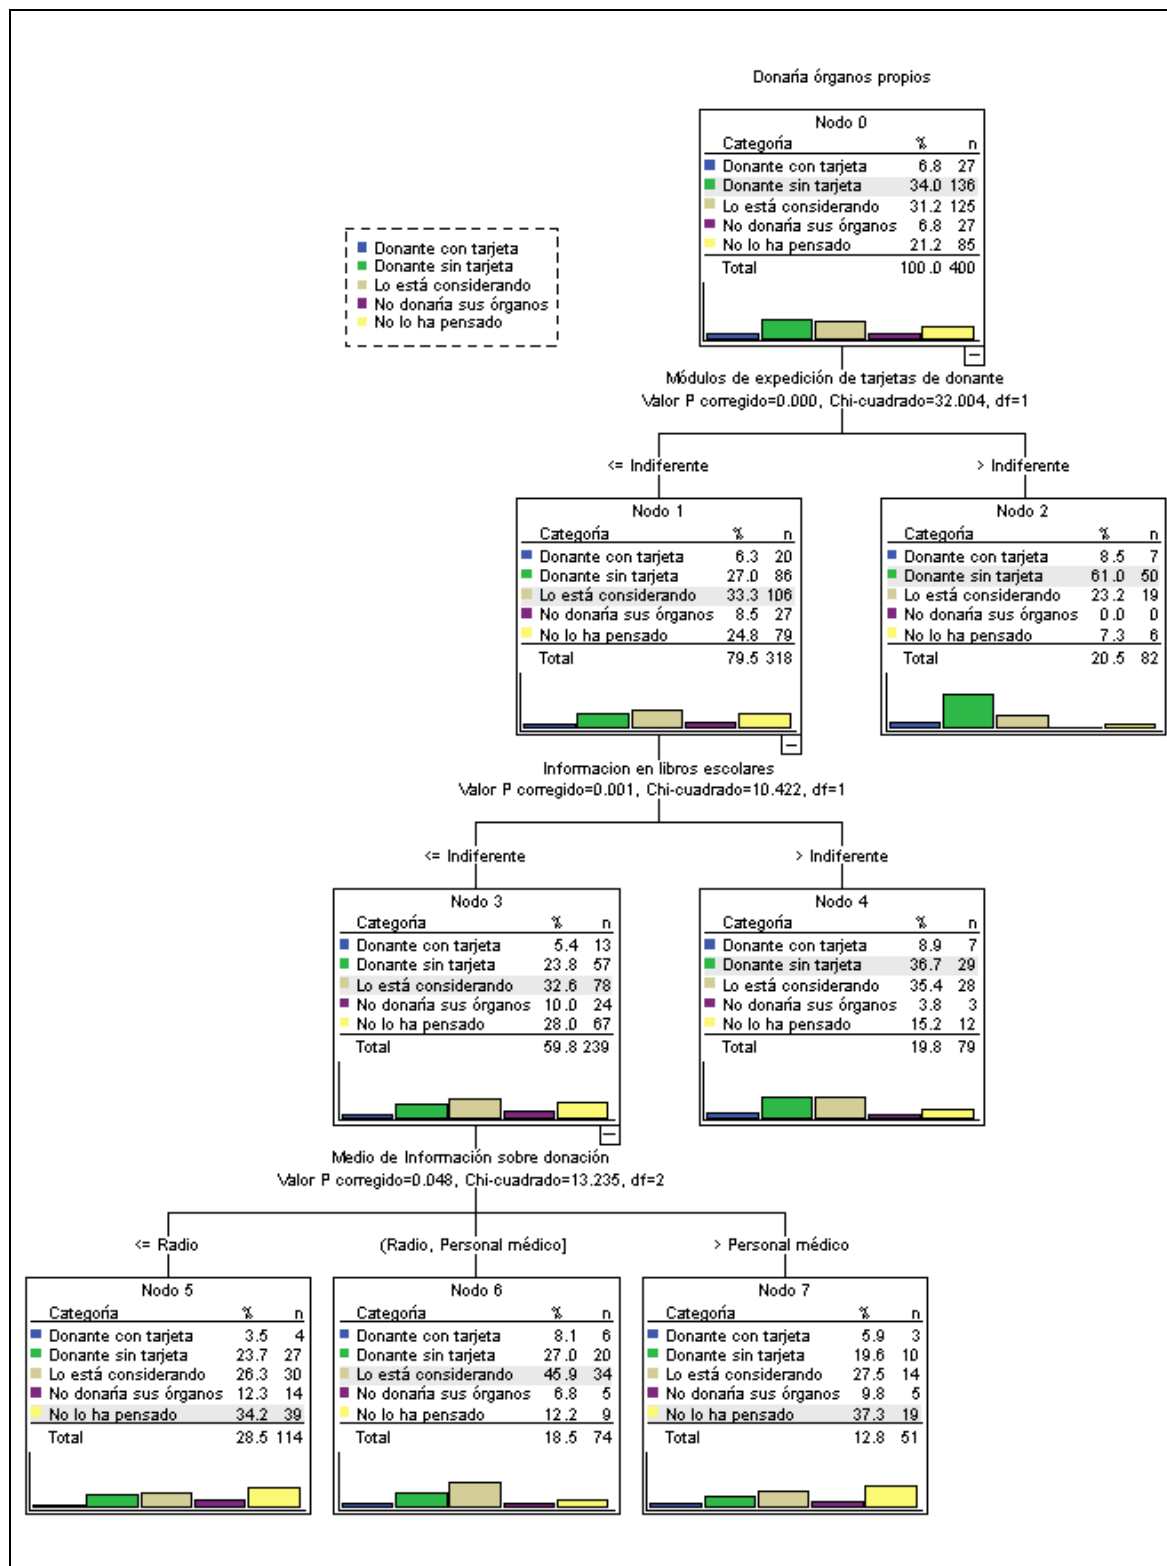 Donaría órganos propios
Nodo 0
Categoría % n
Donante con tarjeta 6.8 27
Donante sin tarjeta 34.0 136
Lo está considerando 31.2 125
No donaría sus órganos 6.8 27
No lo ha pensado 21.2 85
Total 100.0 400
Donante con tarjeta
Donante sin tarjeta
Lo está considerando
No donaría sus órganos
No lo ha pensado
Módulos de expedición de tarjetas de donante
Valor P corregido=0.000, Chi-cuadrado=32.004, df=1
<= Indiferente
> Indiferente
Nodo 1
Categoría % n
Donante con tarjeta 6.3 20
Donante sin tarjeta 27.0 86
Lo está considerando 33.3 106
No donaría sus órganos 8.5 27
No lo ha pensado 24.8 79
Total 79.5 318
Nodo 2
Categoría % n
Donante con tarjeta 8.5 7
Donante sin tarjeta 61.0 50
Lo está considerando 23.2 19
No donaría sus órganos 0.0 0
No lo ha pensado 7.3 6
Total 20.5 82
Informacion en libros escolares
Valor P corregido=0.001, Chi-cuadrado=10.422, df=1
<= Indiferente
> Indiferente
Nodo 3
Categoría % n
Donante con tarjeta 5.4 13
Donante sin tarjeta 23.8 57
Lo está considerando 32.6 78
No donaría sus órganos 10.0 24
No lo ha pensado 28.0 67
Total 59.8 239
Nodo 4
Categoría % n
Donante con tarjeta 8.9 7
Donante sin tarjeta 36.7 29
Lo está considerando 35.4 28
No donaría sus órganos 3.8 3
No lo ha pensado 15.2 12
Total 19.8 79
Medio de Información sobre donación
Valor P corregido=0.048, Chi-cuadrado=13.235, df=2
<= Radio
(Radio, Personal médico]
> Personal médico
Nodo 5
Categoría % n
Donante con tarjeta 3.5 4
Donante sin tarjeta 23.7 27
Lo está considerando 26.3 30
No donaría sus órganos 12.3 14
No lo ha pensado 34.2 39
Total 28.5 114
Nodo 6
Categoría % n
Donante con tarjeta 8.1 6
Donante sin tarjeta 27.0 20
Lo está considerando 45.9 34
No donaría sus órganos 6.8 5
No lo ha pensado 12.2 9
Total 18.5 74
Nodo 7
Categoría % n
Donante con tarjeta 5.9 3
Donante sin tarjeta 19.6 10
Lo está considerando 27.5 14
No donaría sus órganos 9.8 5
No lo ha pensado 37.3 19
Total 12.8 51